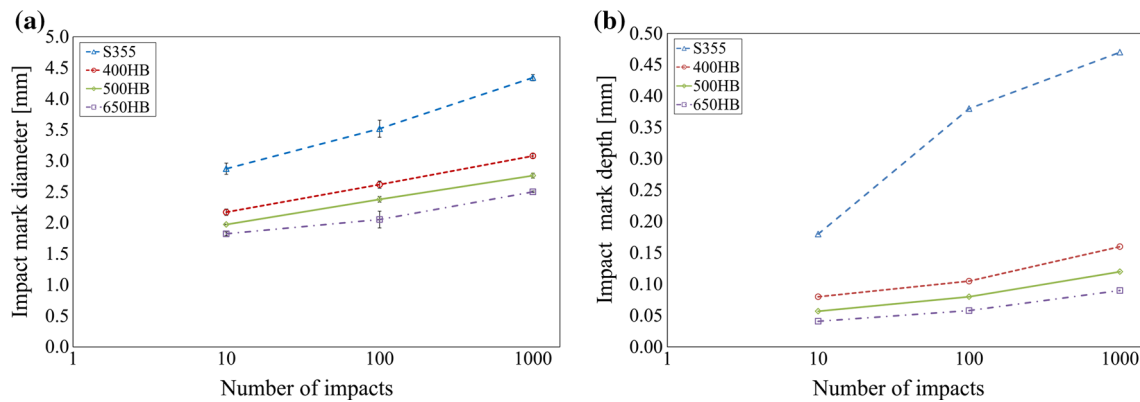 (a)
Impact mark diameter [mm]
5.0
4.5
4.0
3.5
3.0
2.5
2.0
1.5
1.0
0.5
0.0
S355
400HB
500HB
650HB
1
10
100
1000
Number of impacts
(b)
Impact mark depth [mm]
0.50
0.45
0.40
0.35
0.30
0.25
0.20
0.15
0.10
0.05
0.00
S355
400HB
500HB
650HB
1
10
100
1000
Number of impacts